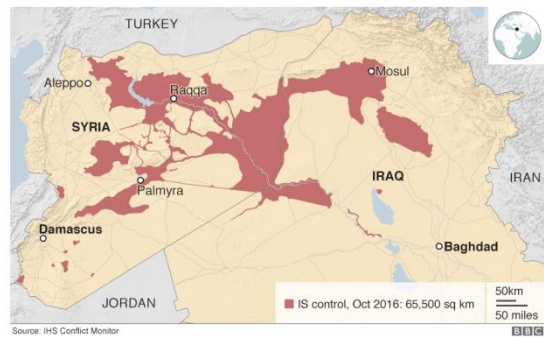 TURKEY
Aleppo
Raqqa
Mosul
SYRIA
Palmyra
IRAQ
IRAN
Damascus
Baghdad
JORDAN
IS control, Oct 2016: 65,500 sq km
50km
50 miles
Source: IHS Conflict Monitor
BBC